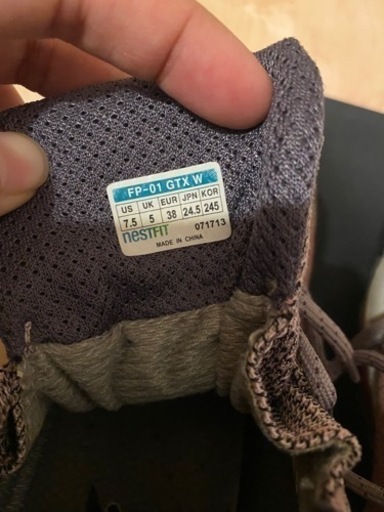 FP-01 GTX W
US UK EUR JPN KOR
7.5 5 38 24.5 245
nesTFIT 071713
MADE IN CHINA